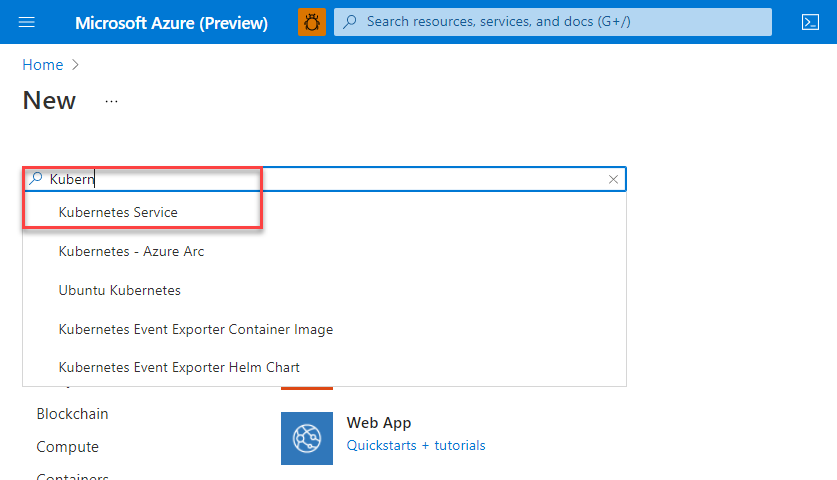 Microsoft Azure (Preview)
Search resources, services, and docs (G+/)
Home
New
...
Kubern
Kubernetes Service
Kubernetes - Azure Arc
Ubuntu Kubernetes
Kubernetes Event Exporter Container Image
Kubernetes Event Exporter Helm Chart
Blockchain
Web App
Quickstarts + tutorials
Compute
Containers